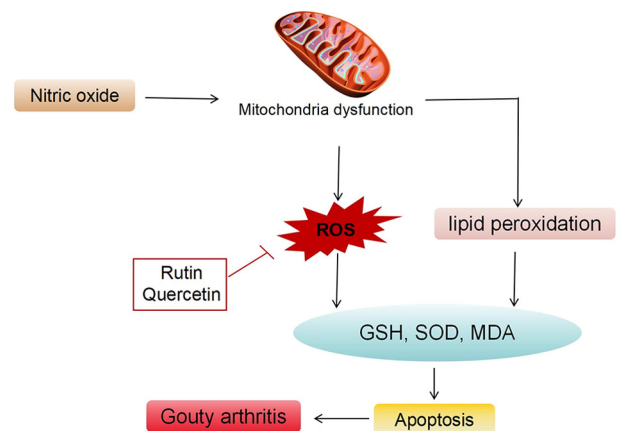 Nitric oxide
Mitochondria dysfunction
ROS
lipid peroxidation
Rutin
Quercetin
GSH, SOD, MDA
Gouty arthritis
Apoptosis